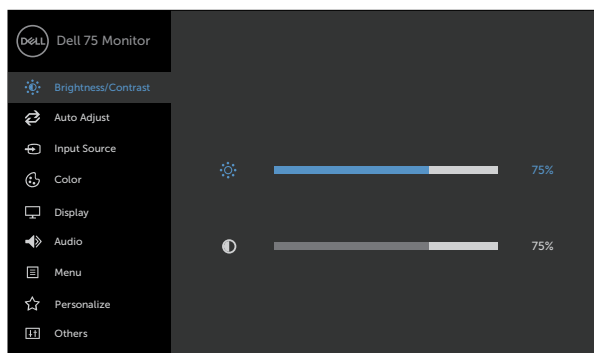 DELL
Dell 75 Monitor
Brightness/Contrast
Auto Adjust
Input Source
Color
Display
Audio
Menu
Personalize
Others
75%
75%